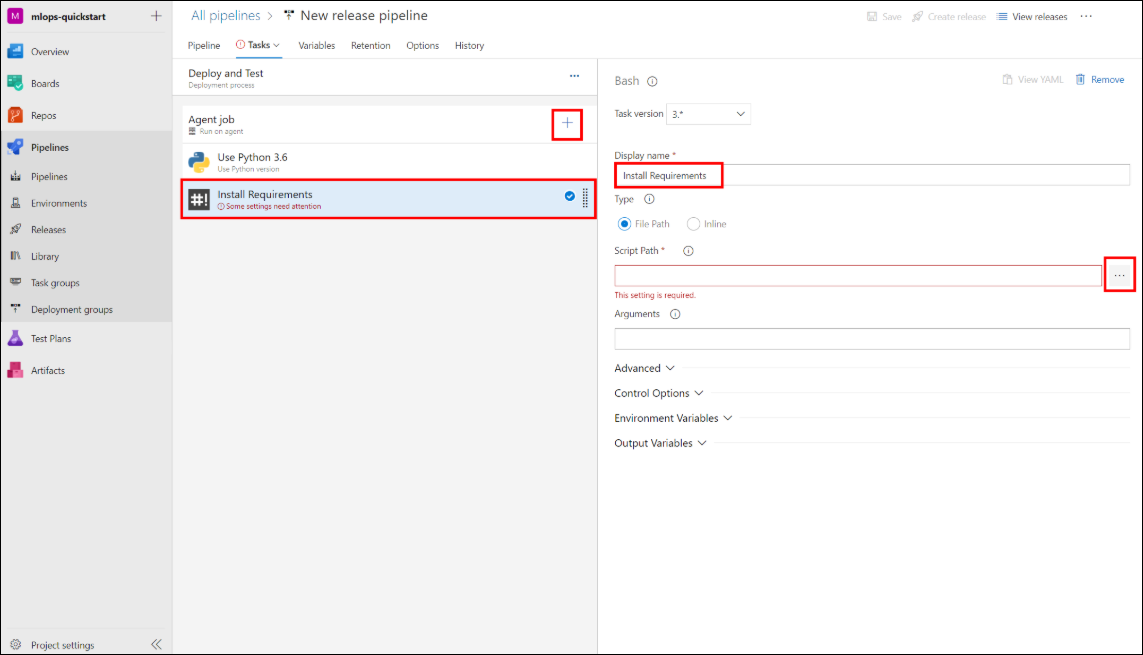 M mlops-quickstart
Overview
Boards
Repos
Pipelines
Pipelines
Environments
Releases
Library
Task groups
Deployment groups
Test Plans
Artifacts
Project settings
All pipelines > New release pipeline
Save Create release View releases ...
Pipeline Tasks Variables Retention Options History
Deploy and Test
Deployment process
...
Agent job
Run on agent
Use Python 3.6
Use Python version
#! Install Requirements
Some settings need attention
Bash
View YAML Remove
Task version 3.*
Display name *
Install Requirements
Type
File Path Inline
Script Path *
...
This setting is required.
Arguments
Advanced
Control Options
Environment Variables
Output Variables